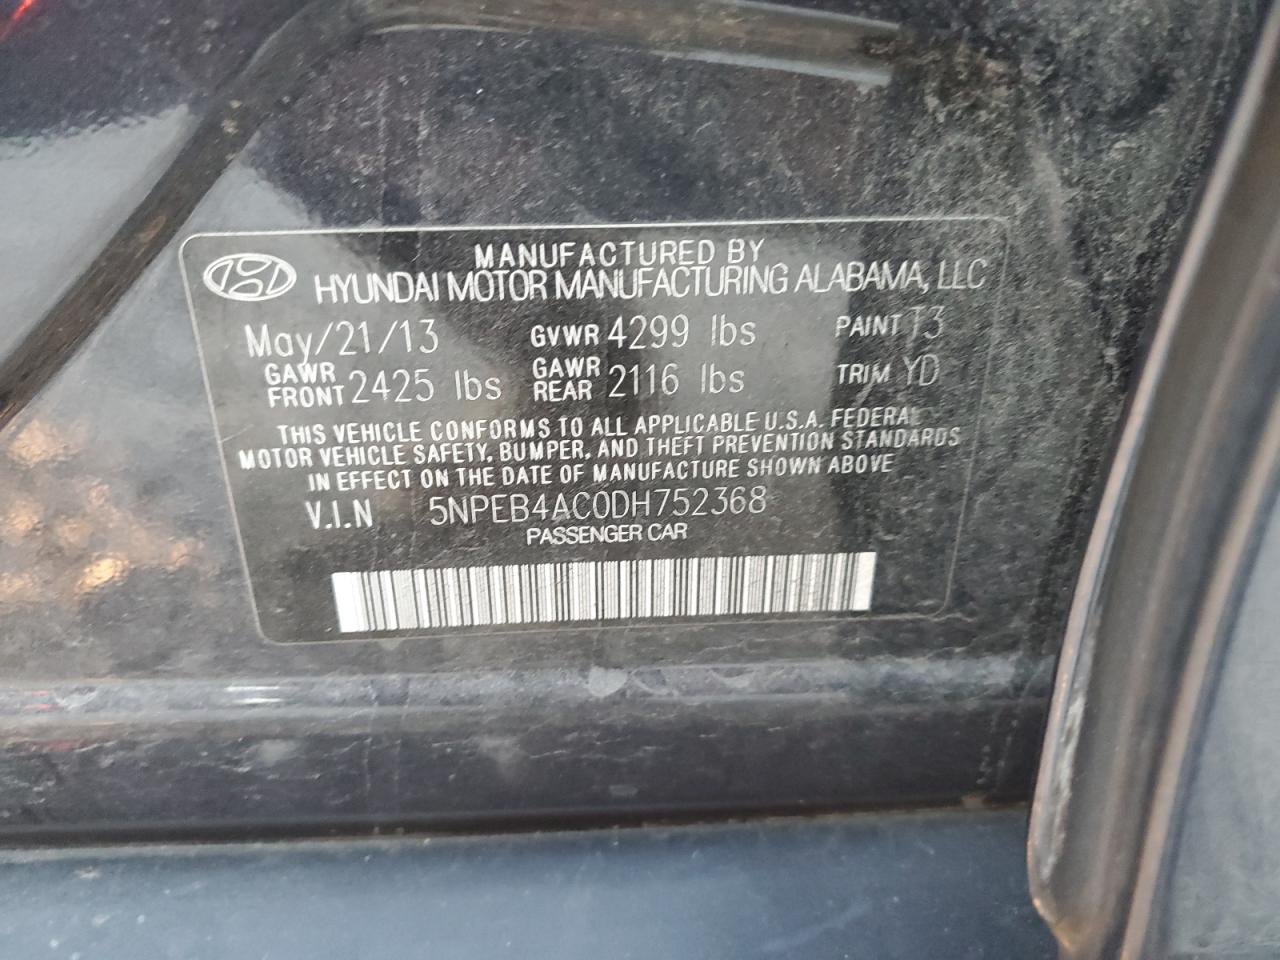 MANUFACTURED BY
HYUNDAI MOTOR MANUFACTURING ALABAMA, LLC
May/21/13 GVWR 4299 lbs PAINT T3
GAWR FRONT 2425 lbs GAWR REAR 2116 lbs TRIM YD
THIS VEHICLE CONFORMS TO ALL APPLICABLE U.S.A. FEDERAL
MOTOR VEHICLE SAFETY, BUMPER, AND THEFT PREVENTION STANDARDS
IN EFFECT ON THE DATE OF MANUFACTURE SHOWN ABOVE
V.I.N 5NPEB4AC0DH752368
PASSENGER CAR